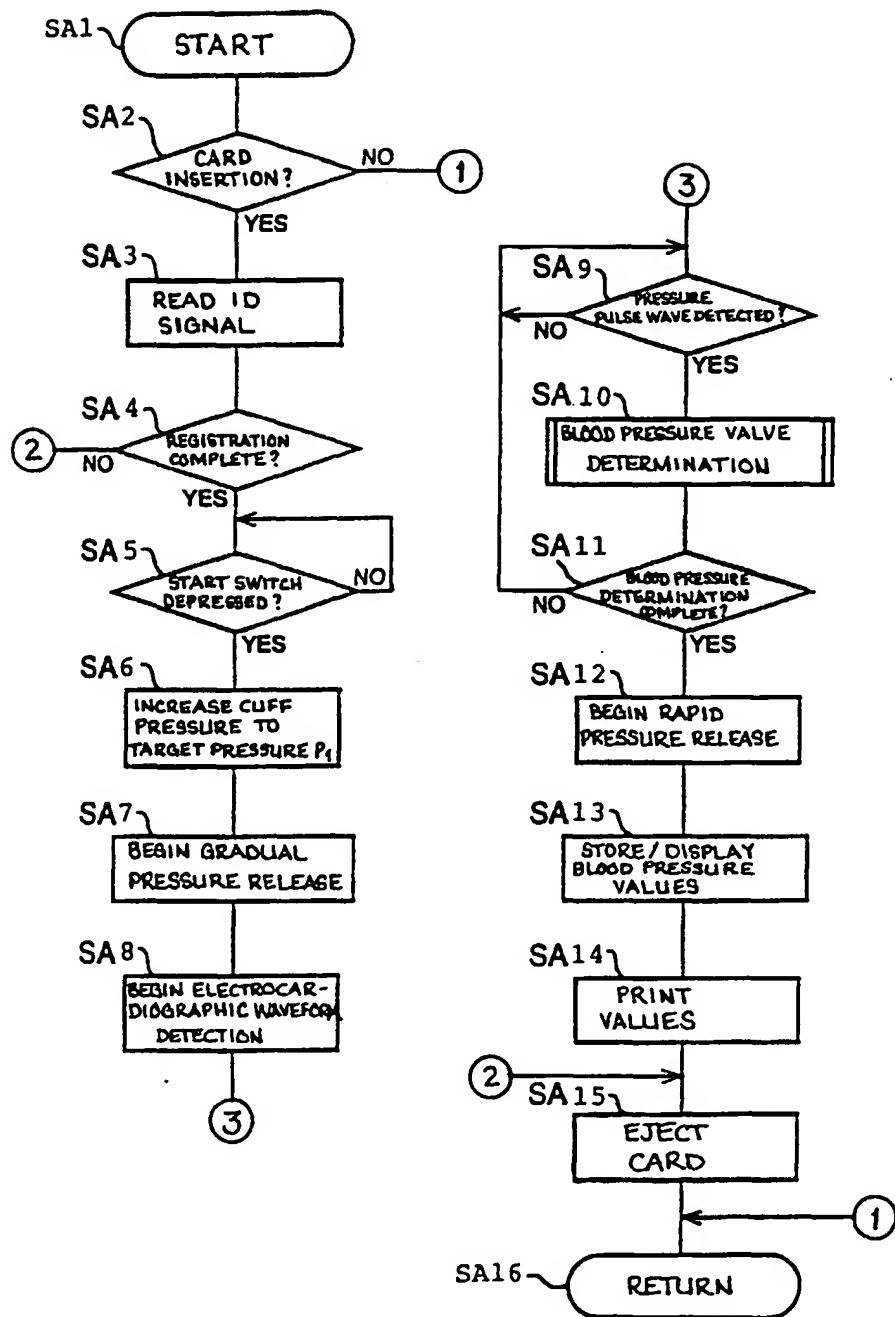 SA1
START
SA2
CARD
INSERTION?
NO
1
YES
SA3
READ ID
SIGNAL
SA4
2
REGISTRATION
COMPLETE?
NO
YES
SA5
START SWITCH
DEPRESSED?
NO
YES
SA6
INCREASE CUFF
PRESSURE TO
TARGET PRESSURE P1
SA7
BEGIN GRADUAL
PRESSURE RELEASE
SA8
BEGIN ELECTROCAR-
DIOGRAPHIC WAVEFORM
DETECTION
3
3
SA9
PRESSURE
PULSE WAVE DETECTED?
NO
YES
SA10
BLOOD PRESSURE VALVE
DETERMINATION
SA11
BLOOD PRESSURE
DETERMINATION
COMPLETE?
NO
YES
SA12
BEGIN RAPID
PRESSURE RELEASE
SA13
STORE/DISPLAY
BLOOD PRESSURE
VALUES
SA14
PRINT
VALUES
2
SA15
EJECT
CARD
1
SA16
RETURN